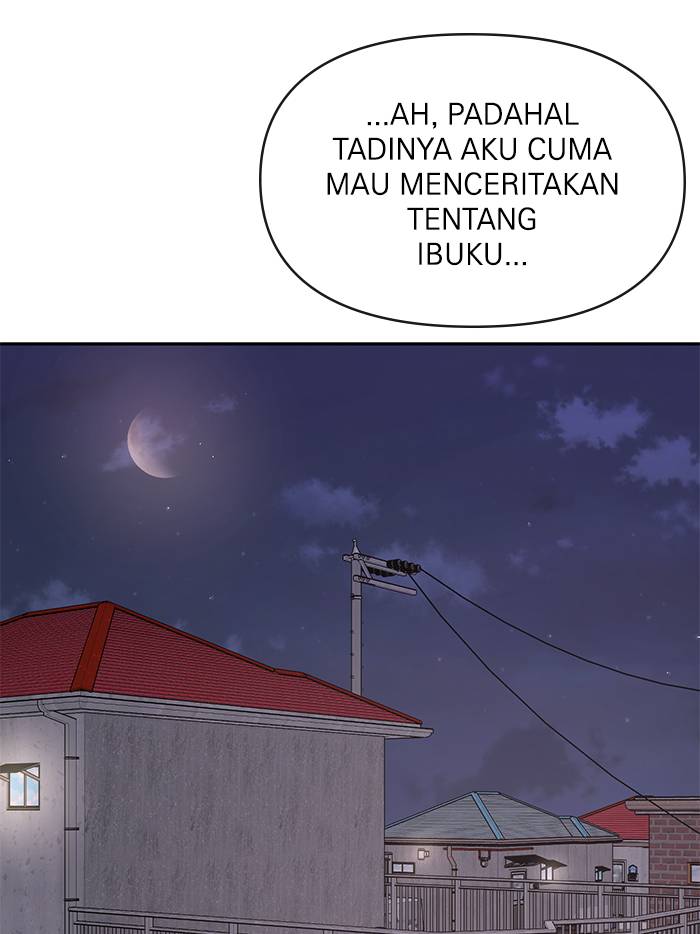 ...AH, PADAHAL
TADINYA AKU CUMA
MAU MENCERITAKAN
TENTANG
IBUKU...